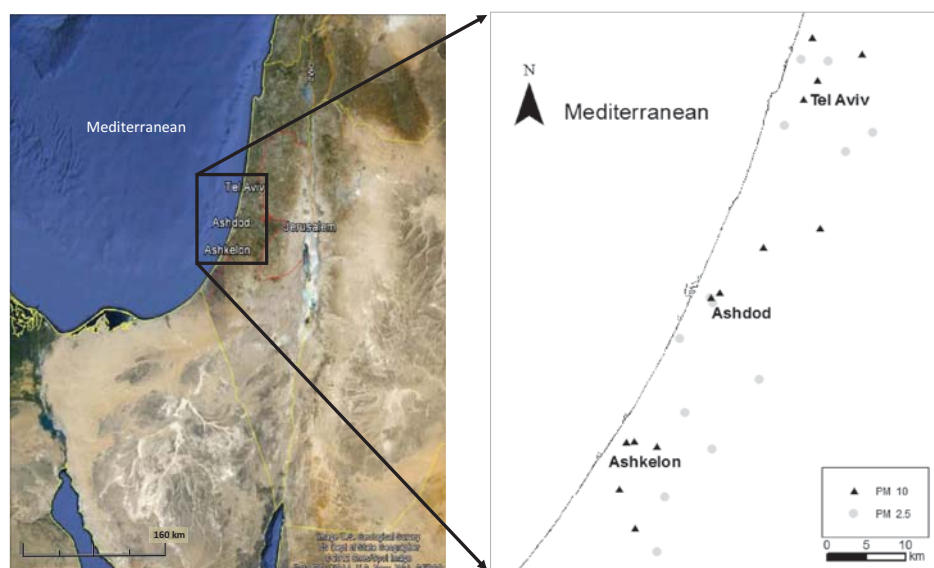 Mediterranean
Tel Aviv
Ashdod
Jerusalem
Ashkelon
160 km
N
Mediterranean
Tel Aviv
Ashdod
Ashkelon
PM 10
PM 2.5
0 5 10
km